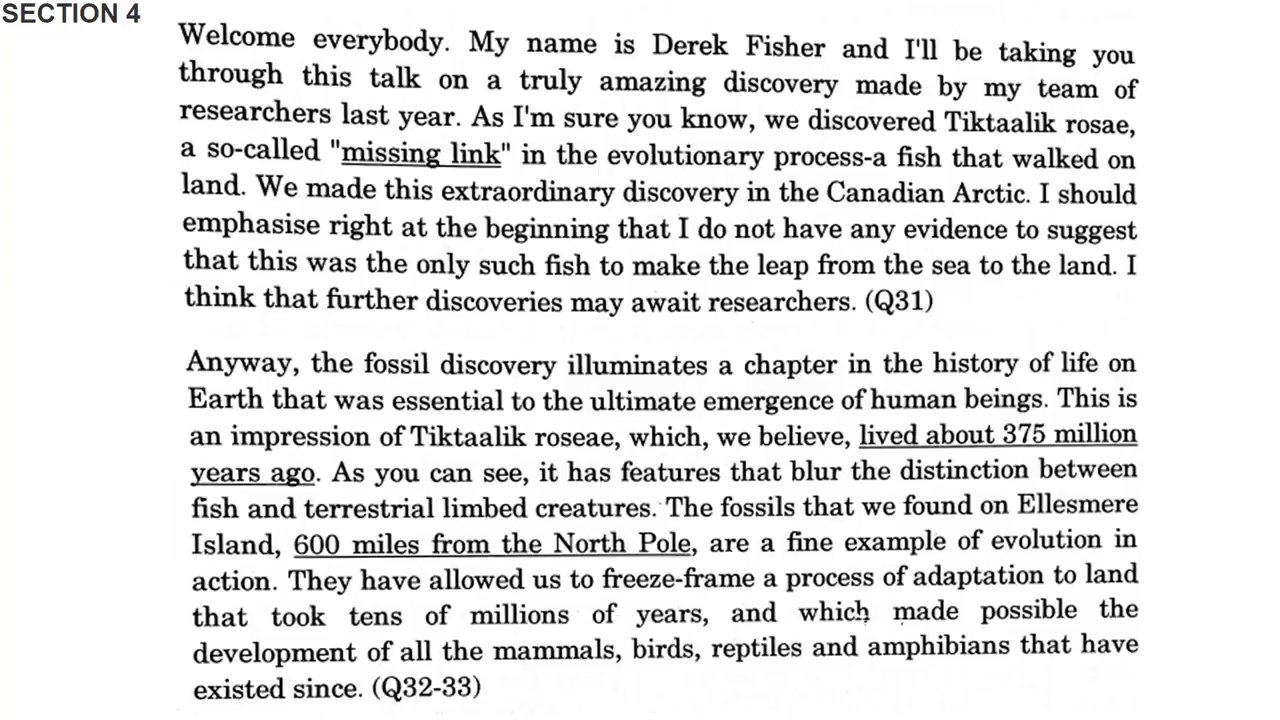 SECTION 4
Welcome everybody. My name is Derek Fisher and I'll be taking you
through this talk on a truly amazing discovery made by my team of
researchers last year. As I'm sure you know, we discovered Tiktaalik rosae,
a so-called "missing link" in the evolutionary process-a fish that walked on
land. We made this extraordinary discovery in the Canadian Arctic. I should
emphasise right at the beginning that I do not have any evidence to suggest
that this was the only such fish to make the leap from the sea to the land. I
think that further discoveries may await researchers. (Q31)
Anyway, the fossil discovery illuminates a chapter in the history of life on
Earth that was essential to the ultimate emergence of human beings. This is
an impression of Tiktaalik roseae, which, we believe, lived about 375 million
years ago. As you can see, it has features that blur the distinction between
fish and terrestrial limbed creatures. The fossils that we found on Ellesmere
Island, 600 miles from the North Pole, are a fine example of evolution in
action. They have allowed us to freeze-frame a process of adaptation to land
that took tens of millions of years, and which made possible the
development of all the mammals, birds, reptiles and amphibians that have
existed since. (Q32-33)